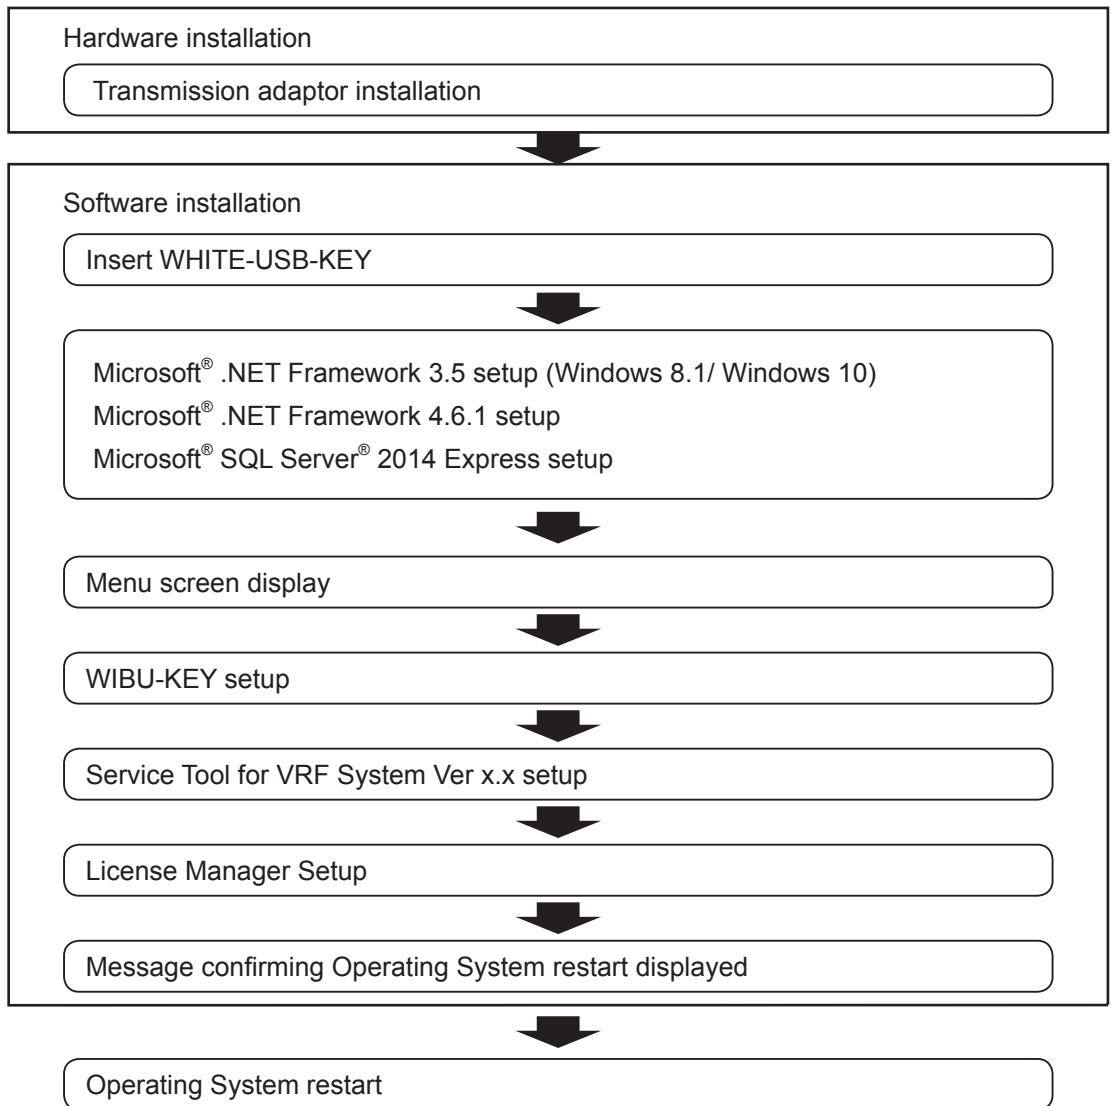 Hardware installation
Transmission adaptor installation
Software installation
Insert WHITE-USB-KEY
Microsoft® .NET Framework 3.5 setup (Windows 8.1/ Windows 10)
Microsoft® .NET Framework 4.6.1 setup
Microsoft® SQL Server® 2014 Express setup
Menu screen display
WIBU-KEY setup
Service Tool for VRF System Ver x.x setup
License Manager Setup
Message confirming Operating System restart displayed
Operating System restart